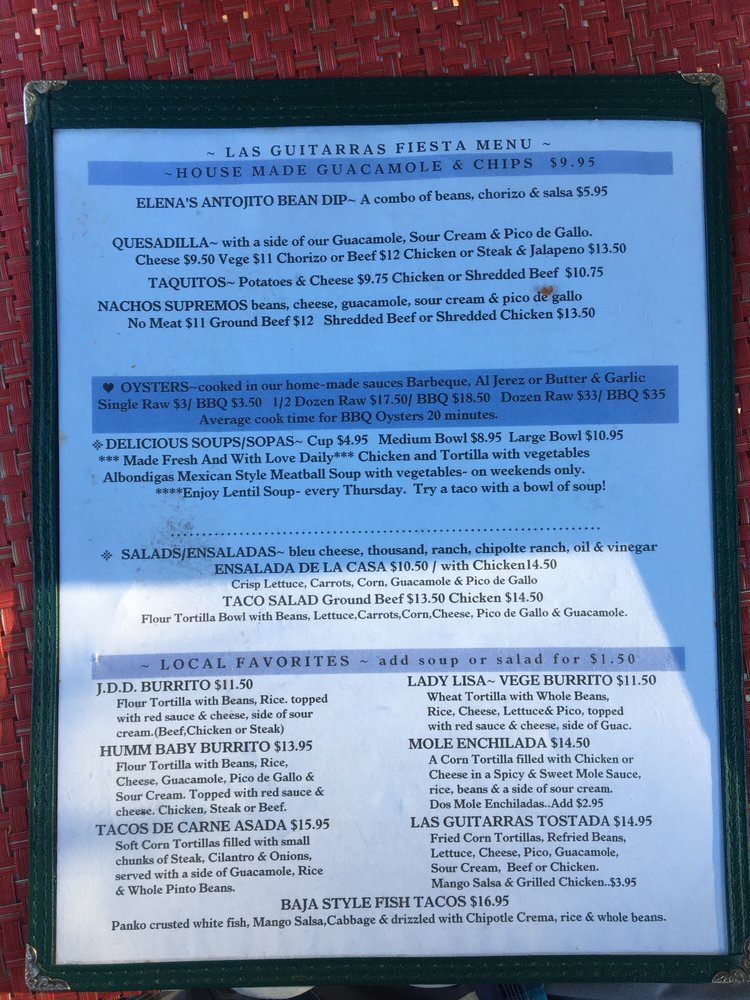 ~ LAS GUITARRAS FIESTA MENU ~
~HOUSE MADE GUACAMOLE & CHIPS $9.95
ELENA'S ANTOJITO BEAN DIP~ A combo of beans, chorizo & salsa $5.95
QUESADILLA~ with a side of our Guacamole, Sour Cream & Pico de Gallo.
Cheese $9.50 Vege $11 Chorizo or Beef $12 Chicken or Steak & Jalapeno $13.50
TAQUITOS~ Potatoes & Cheese $9.75 Chicken or Shredded Beef $10.75
NACHOS SUPREMOS beans, cheese, guacamole, sour cream & pico de gallo
No Meat $11 Ground Beef $12 Shredded Beef or Shredded Chicken $13.50
♥ OYSTERS~cooked in our home-made sauces Barbeque, Al Jerez or Butter & Garlic
Single Raw $3/ BBQ $3.50 1/2 Dozen Raw $17.50/ BBQ $18.50 Dozen Raw $33/ BBQ $35
Average cook time for BBQ Oysters 20 minutes.
❖ DELICIOUS SOUPS/SOPAS~ Cup $4.95 Medium Bowl $8.95 Large Bowl $10.95
*** Made Fresh And With Love Daily*** Chicken and Tortilla with vegetables
Albondigas Mexican Style Meatball Soup with vegetables- on weekends only.
****Enjoy Lentil Soup- every Thursday. Try a taco with a bowl of soup!
❖ SALADS/ENSALADAS~ bleu cheese, thousand, ranch, chipolte ranch, oil & vinegar
ENSALADA DE LA CASA $10.50 / with Chicken14.50
Crisp Lettuce, Carrots, Corn, Guacamole & Pico de Gallo
TACO SALAD Ground Beef $13.50 Chicken $14.50
Flour Tortilla Bowl with Beans, Lettuce,Carrots,Corn,Cheese, Pico de Gallo & Guacamole.
~ LOCAL FAVORITES ~ add soup or salad for $1.50
J.D.D. BURRITO $11.50
Flour Tortilla with Beans, Rice. topped
with red sauce & cheese, side of sour
cream.(Beef,Chicken or Steak)
HUMM BABY BURRITO $13.95
Flour Tortilla with Beans, Rice,
Cheese, Guacamole, Pico de Gallo &
Sour Cream. Topped with red sauce &
cheese. Chicken, Steak or Beef.
TACOS DE CARNE ASADA $15.95
Soft Corn Tortillas filled with small
chunks of Steak, Cilantro & Onions,
served with a side of Guacamole, Rice
& Whole Pinto Beans.
LADY LISA~ VEGE BURRITO $11.50
Wheat Tortilla with Whole Beans,
Rice, Cheese, Lettuce& Pico, topped
with red sauce & cheese, side of Guac.
MOLE ENCHILADA $14.50
A Corn Tortilla filled with Chicken or
Cheese in a Spicy & Sweet Mole Sauce,
rice, beans & a side of sour cream.
Dos Mole Enchiladas..Add $2.95
LAS GUITARRAS TOSTADA $14.95
Fried Corn Tortillas, Refried Beans,
Lettuce, Cheese, Pico, Guacamole,
Sour Cream, Beef or Chicken.
Mango Salsa & Grilled Chicken..$3.95
BAJA STYLE FISH TACOS $16.95
Panko crusted white fish, Mango Salsa,Cabbage & drizzled with Chipotle Crema, rice & whole beans.